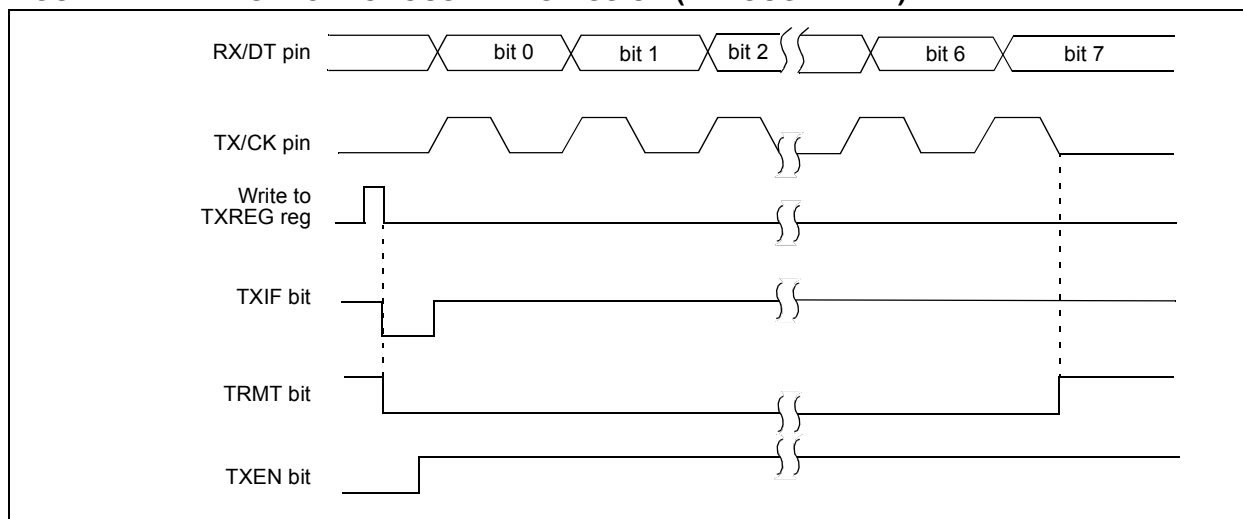 RX/DT pin
bit 0
bit 1
bit 2
bit 6
bit 7
TX/CK pin
Write to
TXREG reg
TXIF bit
TRMT bit
TXEN bit